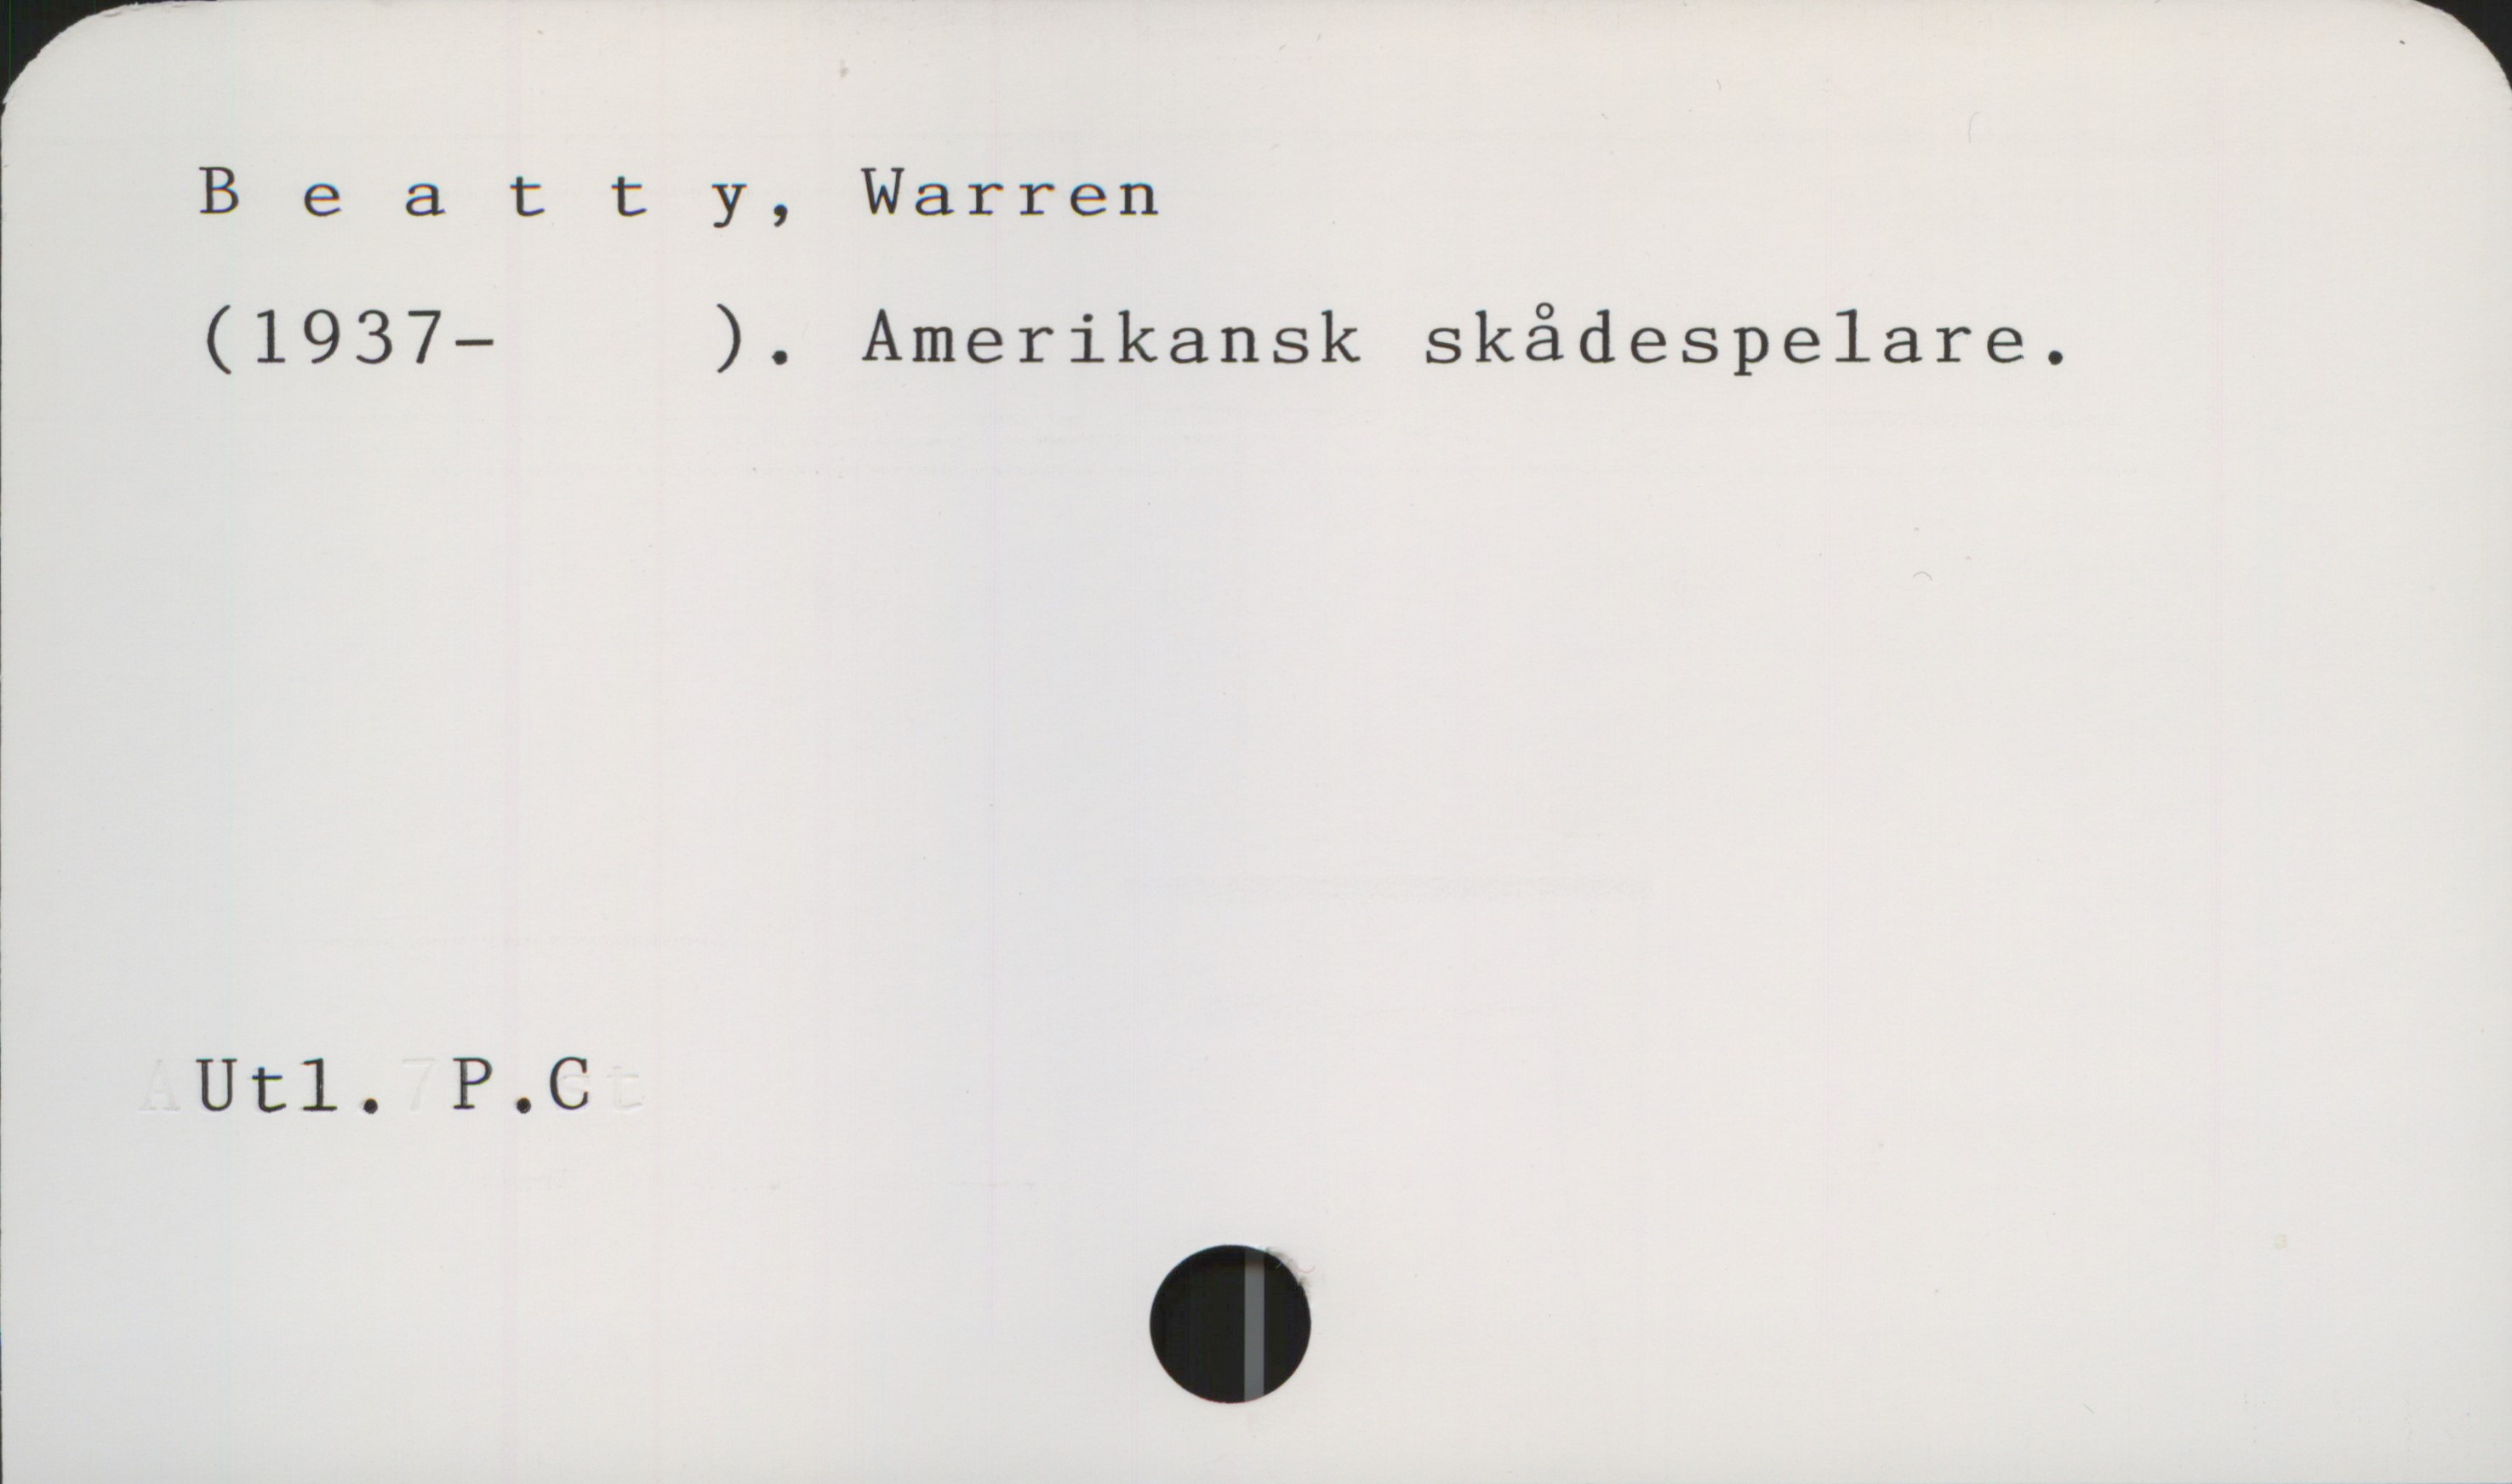 B e a t t y, Warren
(1937-    ). Amerikansk skådespelare.
Utl. P.C